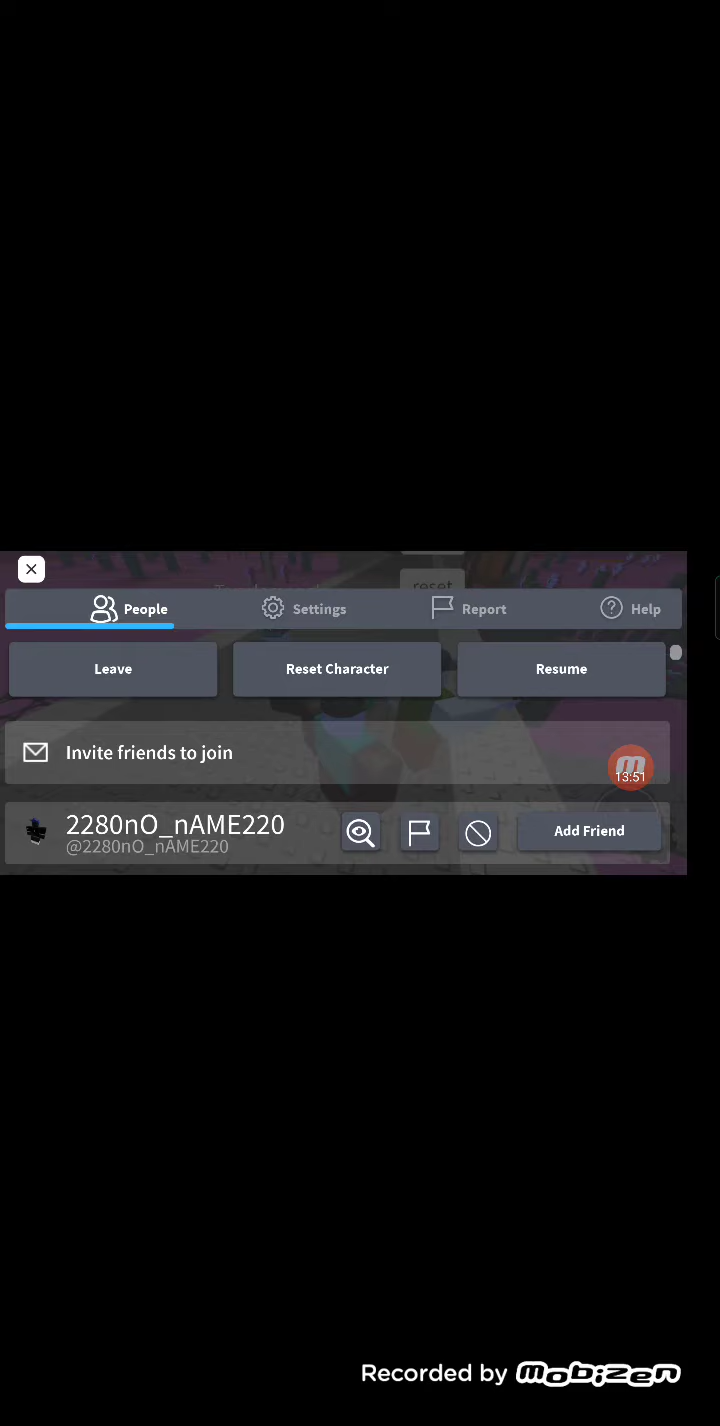 reset
People
Settings
Report
Help
Leave
Reset Character
Resume
Invite friends to join
13:51
2280nO_nAME220
@2280nO_nAME220
Add Friend
Recorded by mobizen